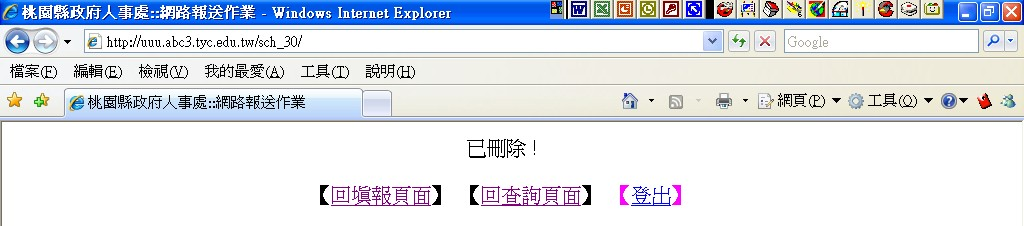 桃園縣政府人事處::網路報送作業 - Windows Internet Explorer
http://uuu.abc3.tyc.edu.tw/sch_30/
Google
檔案(F) 編輯(E) 檢視(V) 我的最愛(A) 工具(T) 說明(H)
桃園縣政府人事處::網路報送作業 網頁(P) 工具(O)
已刪除！
【回填報頁面】 【回查詢頁面】 【登出】